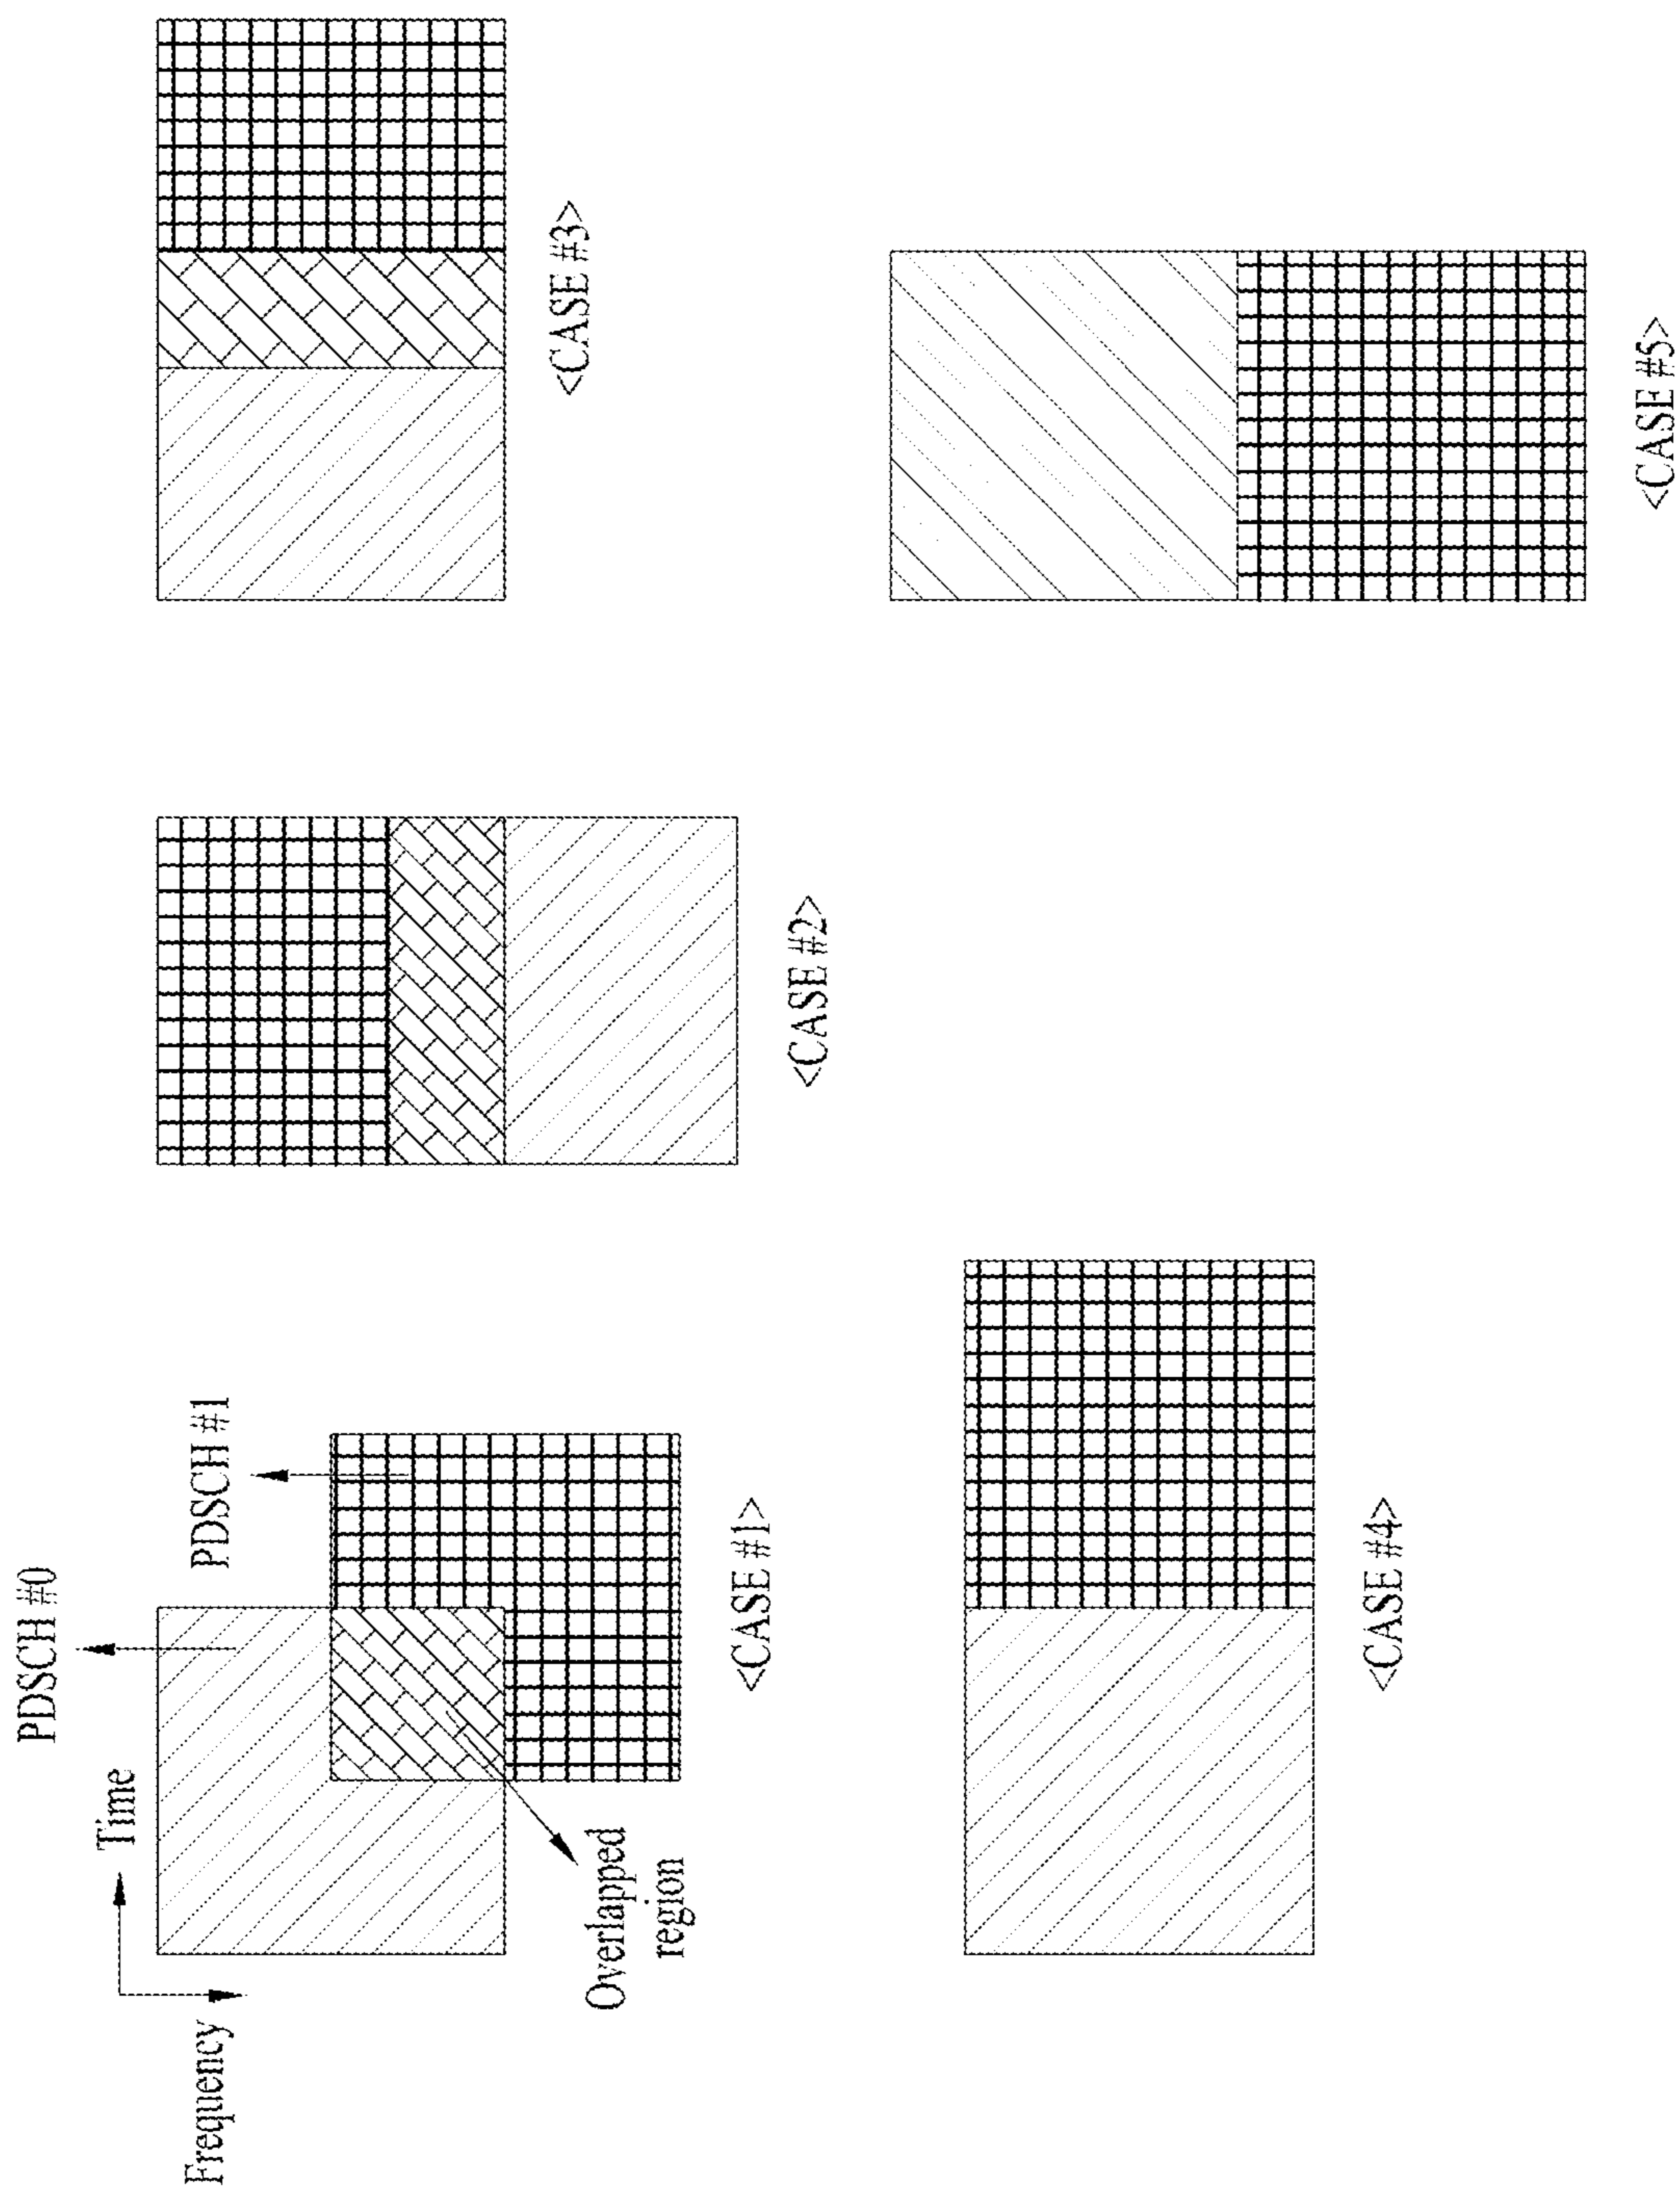 PDSCH #0
PDSCH #1
Time
Frequency
Overlapped
region
<CASE #1>
<CASE #2>
<CASE #3>
<CASE #4>
<CASE #5>